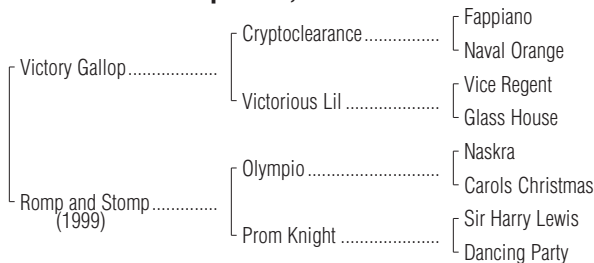 Fappiano
Cryptoclearance................
Naval Orange
Victory Gallop...................
Vice Regent
Victorious Lil ....................
Glass House
Naskra
Olympio ............................
Carols Christmas
Romp and Stomp..............
(1999)
Sir Harry Lewis
Prom Knight .....................
Dancing Party